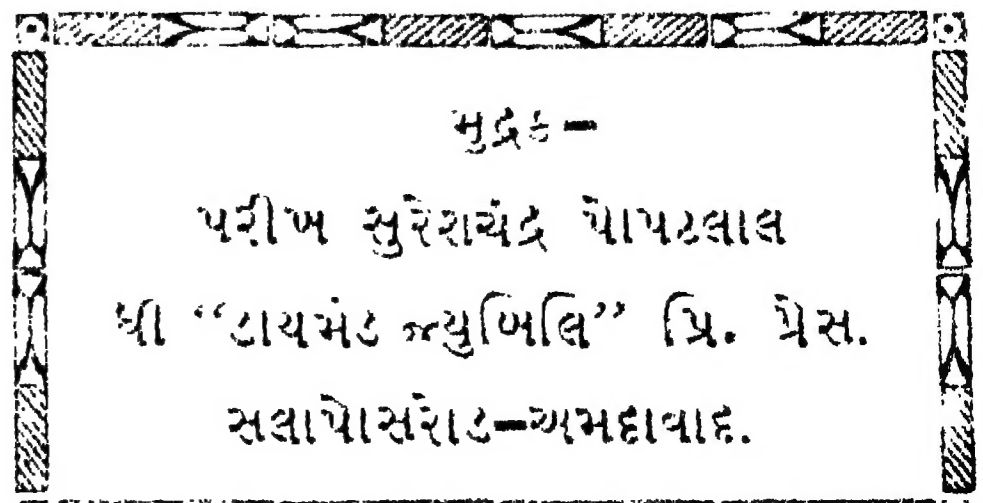 મુદ્રક—
પરીખ સુરેશચંદ્ર પોપટલાલ
ધી “ડાયમંડ જ્યુબિલિ” પ્રિ. પ્રેસ.
સલાપોસરોડ—અમદાવાદ.